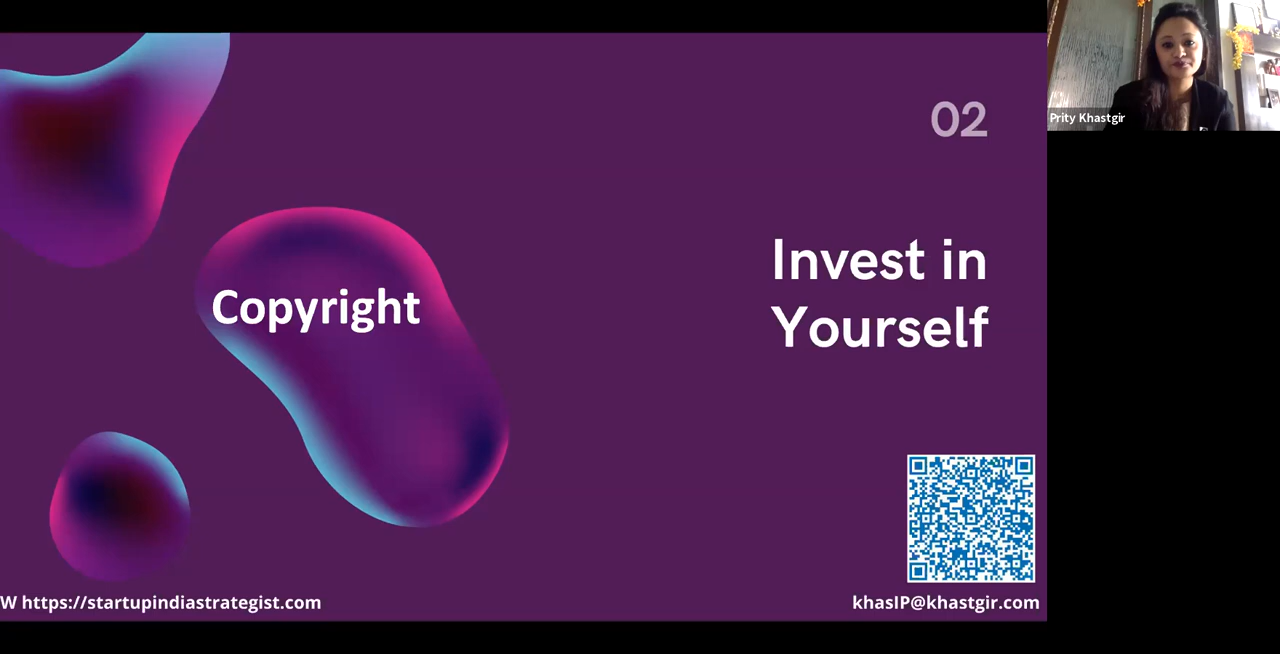 02
Invest in
Yourself
Copyright
W https://startupindiastrategist.com
khasIP@khastgir.com
Prity Khastgir